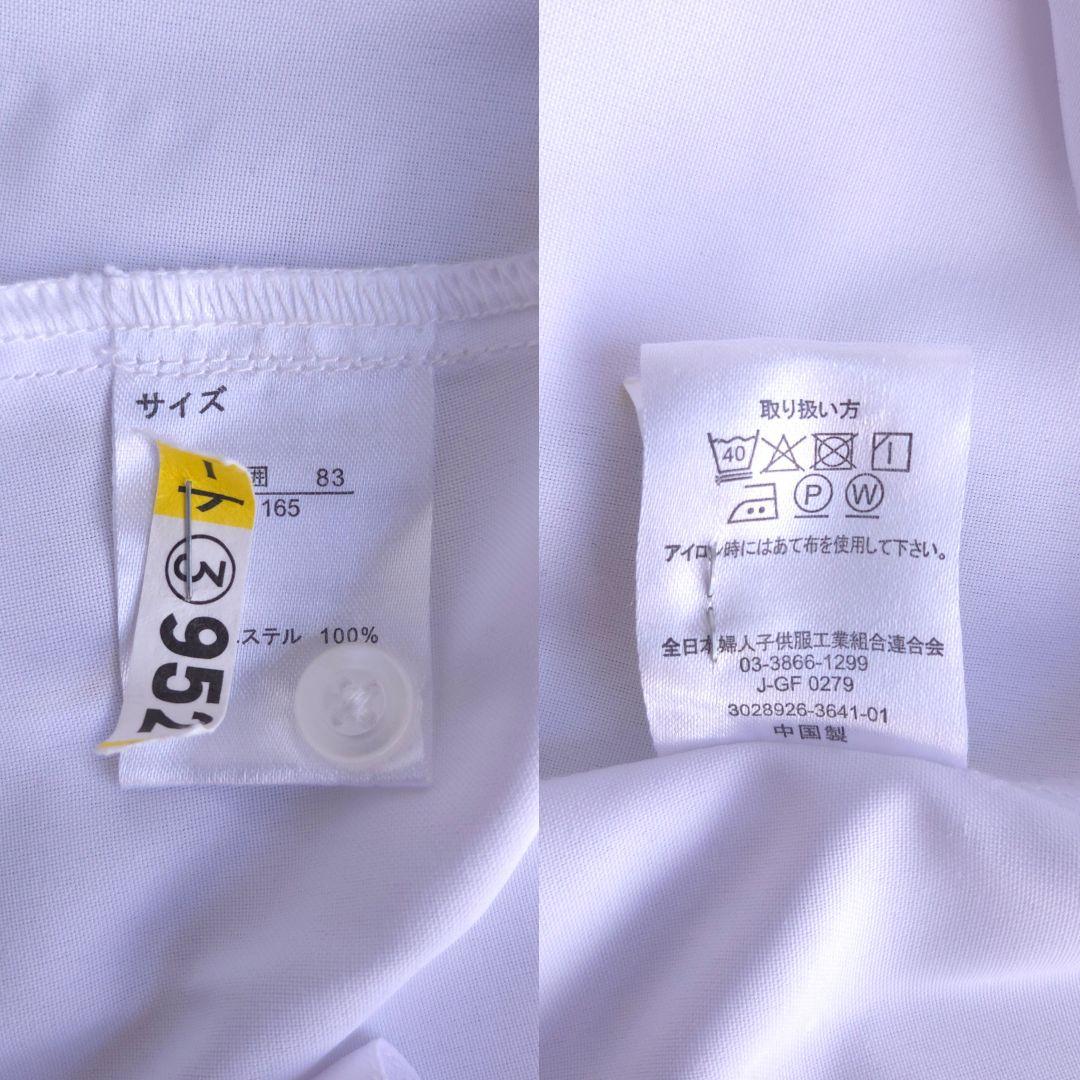 サイズ
囲 83
165
ート
③952
エステル 100%
取り扱い方
40
P W
アイロン時にはあて布を使用して下さい。
全日本婦人子供服工業組合連合会
03-3866-1299
J-GF 0279
3028926-3641-01
中国製